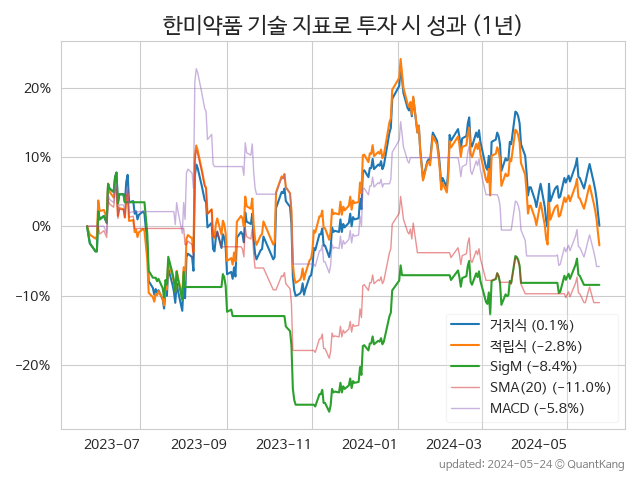 한미약품 기술 지표로 투자 시 성과 (1년)
20%
10%
0%
−10%
−20%
거치식 (0.1%)
적립식 (−2.8%)
SigM (−8.4%)
SMA(20) (−11.0%)
MACD (−5.8%)
2023−07 2023−09 2023−11 2024−01 2024−03 2024−05
updated: 2024−05−24 © QuantKang